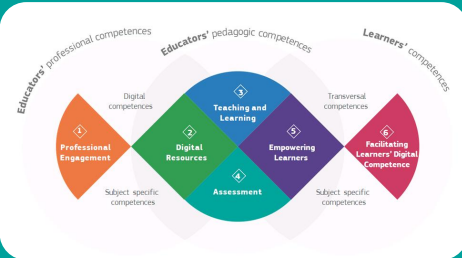 Educators' professional competences
Educators' pedagogic competences
Learners' competences
Digital
competences
Transversal
competences
1
Professional
Engagement
2
Digital
Resources
3
Teaching and
Learning
4
Assessment
5
Empowering
Learners
6
Facilitating
Learners' Digital
Competence
Subject specific
competences
Subject specific
competences